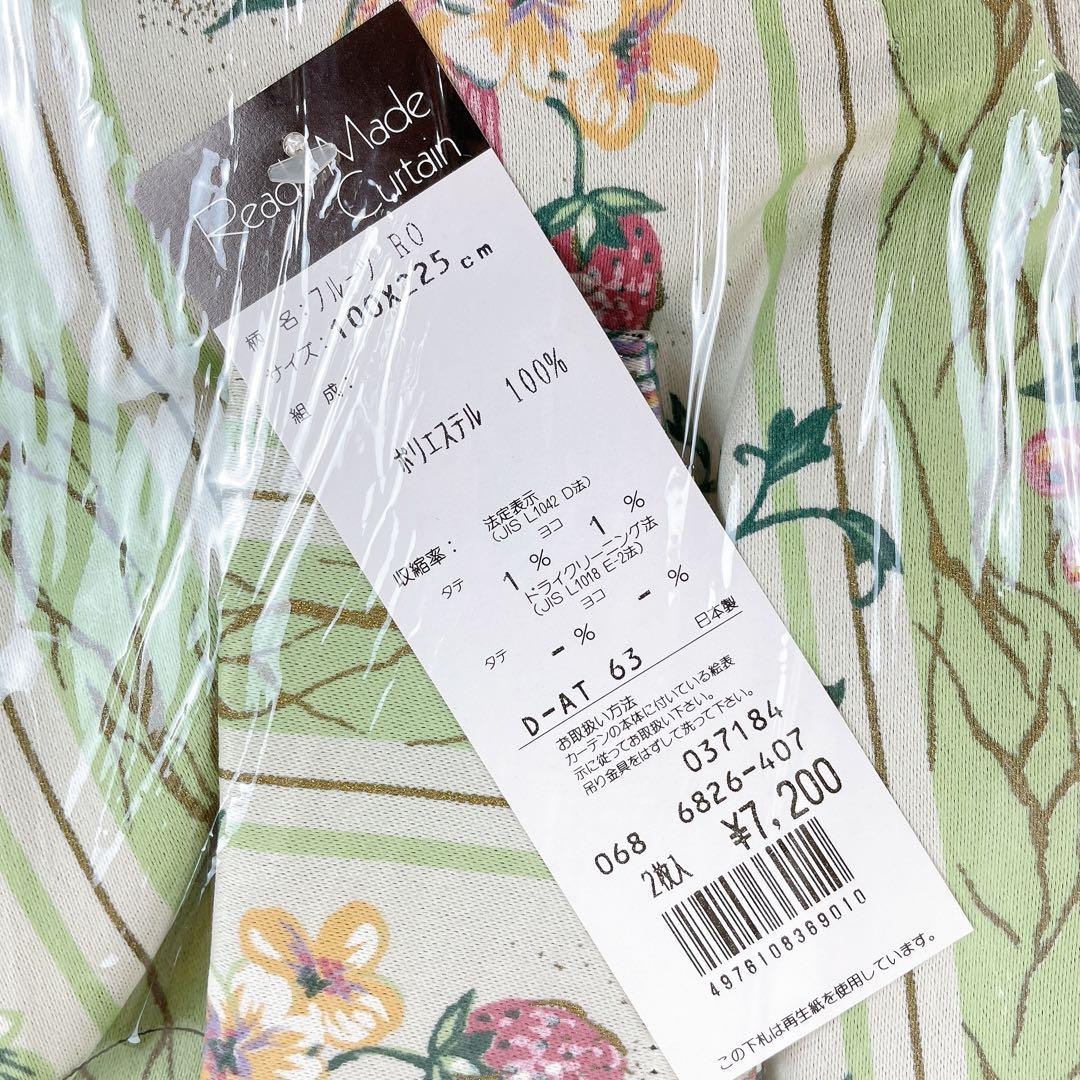 Ready Made
Curtain
柄 名：フルーツ RO
サイズ：100X225cm
組 成：
ポリエステル 100%
法定表示
(JIS L1042 D法)
収縮率： タテ 1 % ヨコ 1 %
ドライクリーニング法
(JIS L1018 E-2法)
タテ - % ヨコ - %
D-AT 63 日本製
お取扱い方法
カーテンの本体に付いている絵表
示に従ってお取扱い下さい。
吊り金具をはずして洗って下さい。
037184
068 6826-407
2枚入 ¥7,200
4976108369010
この下札は再生紙を使用しています。